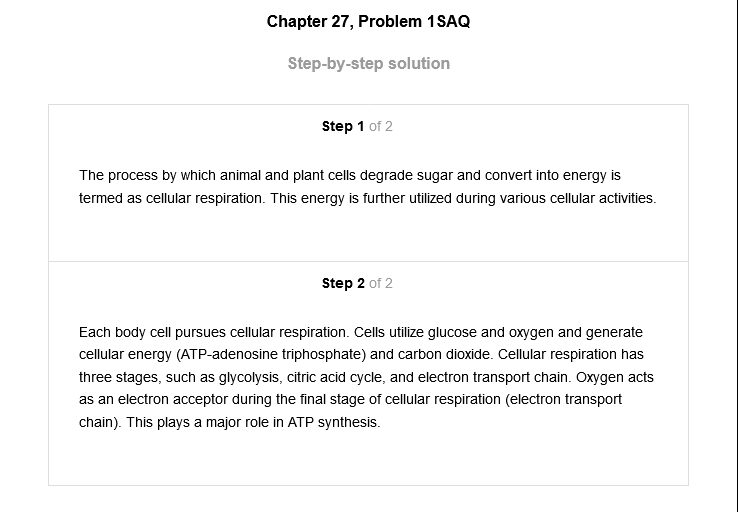 Chapter 27, Problem 1SAQ
Step-by-step solution
Step 1 of 2
The process by which animal and plant cells degrade sugar and convert into energy is
termed as cellular respiration. This energy is further utilized during various cellular activities.
Step 2 of 2
Each body cell pursues cellular respiration. Cells utilize glucose and oxygen and generate
cellular energy (ATP-adenosine triphosphate) and carbon dioxide. Cellular respiration has
three stages, such as glycolysis, citric acid cycle, and electron transport chain. Oxygen acts
as an electron acceptor during the final stage of cellular respiration (electron transport
chain). This plays a major role in ATP synthesis.